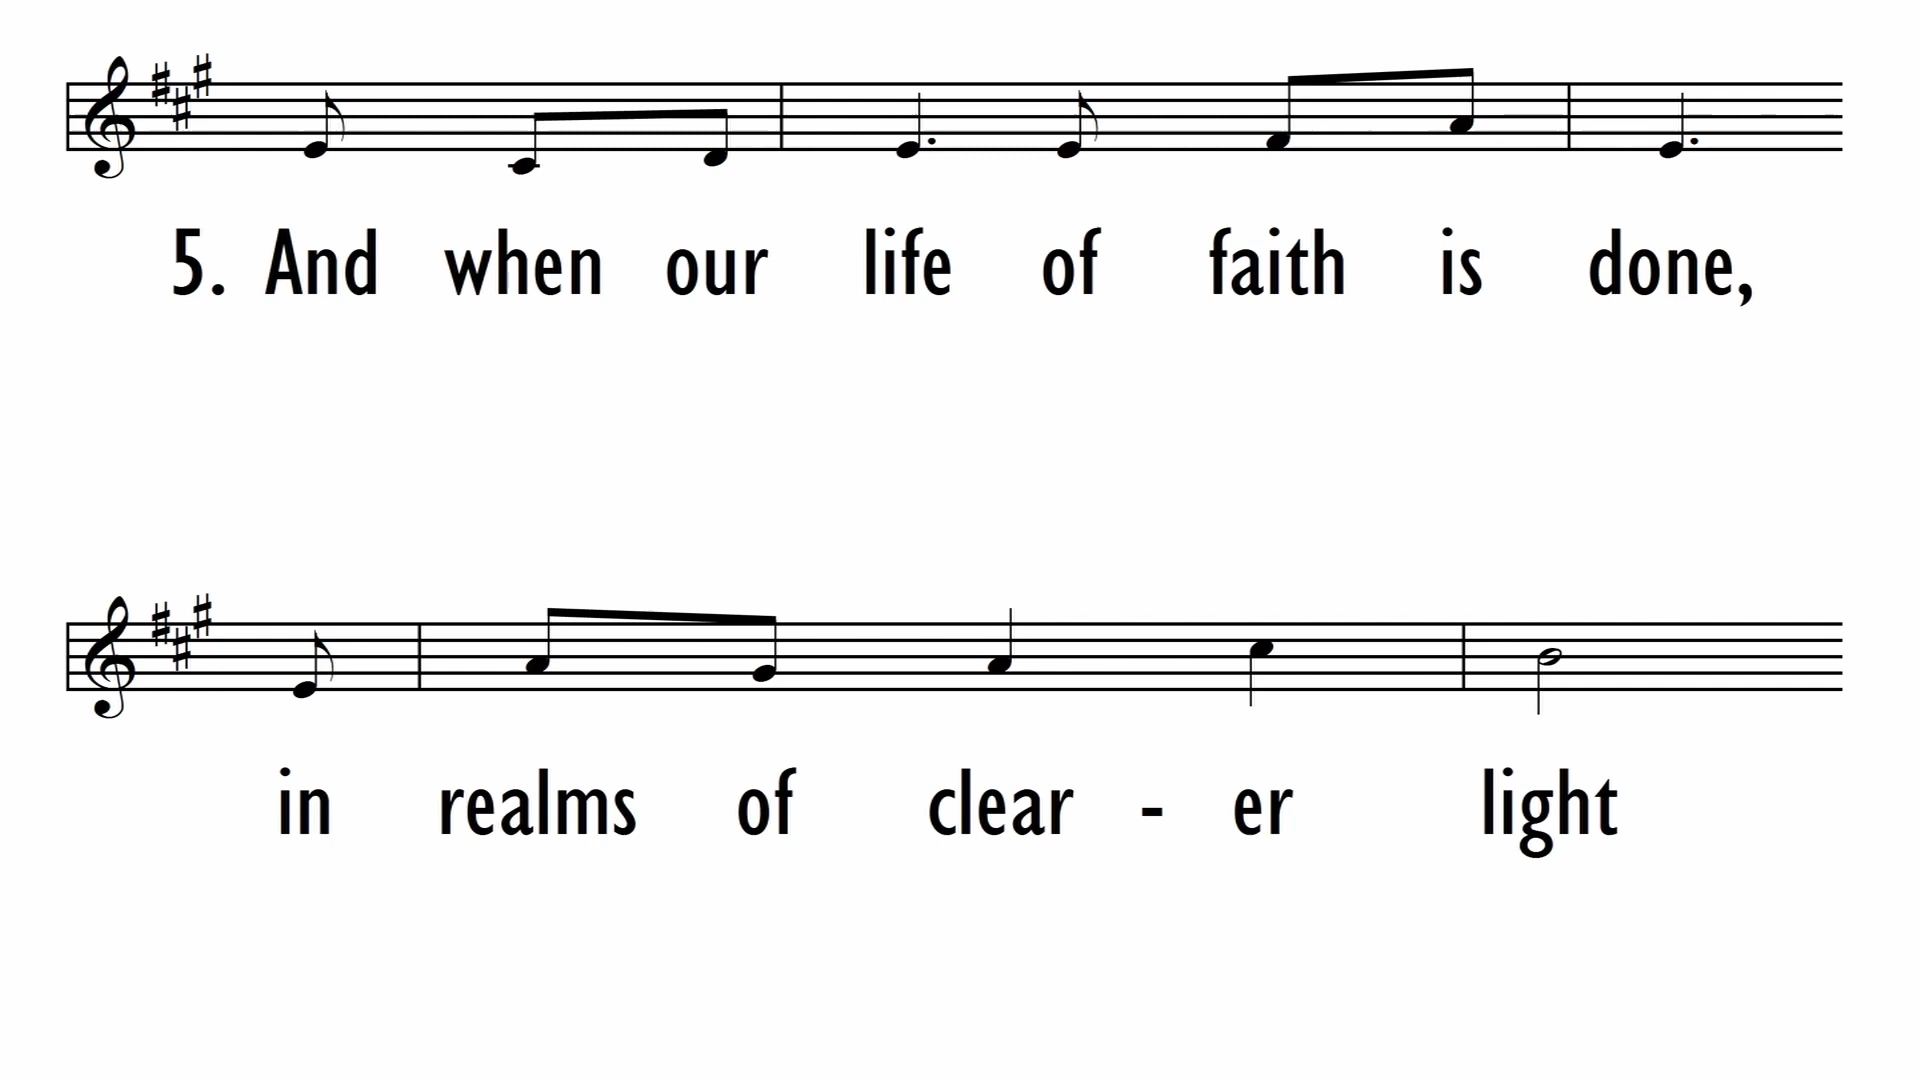 5. And when our life of faith is done,
in realms of clear - er light